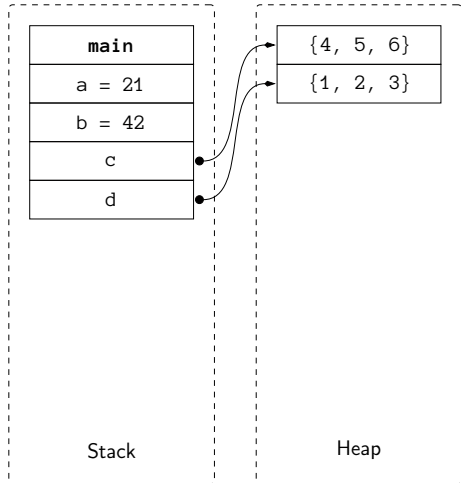 main
a = 21
b = 42
c
d
{4, 5, 6}
{1, 2, 3}
Stack
Heap